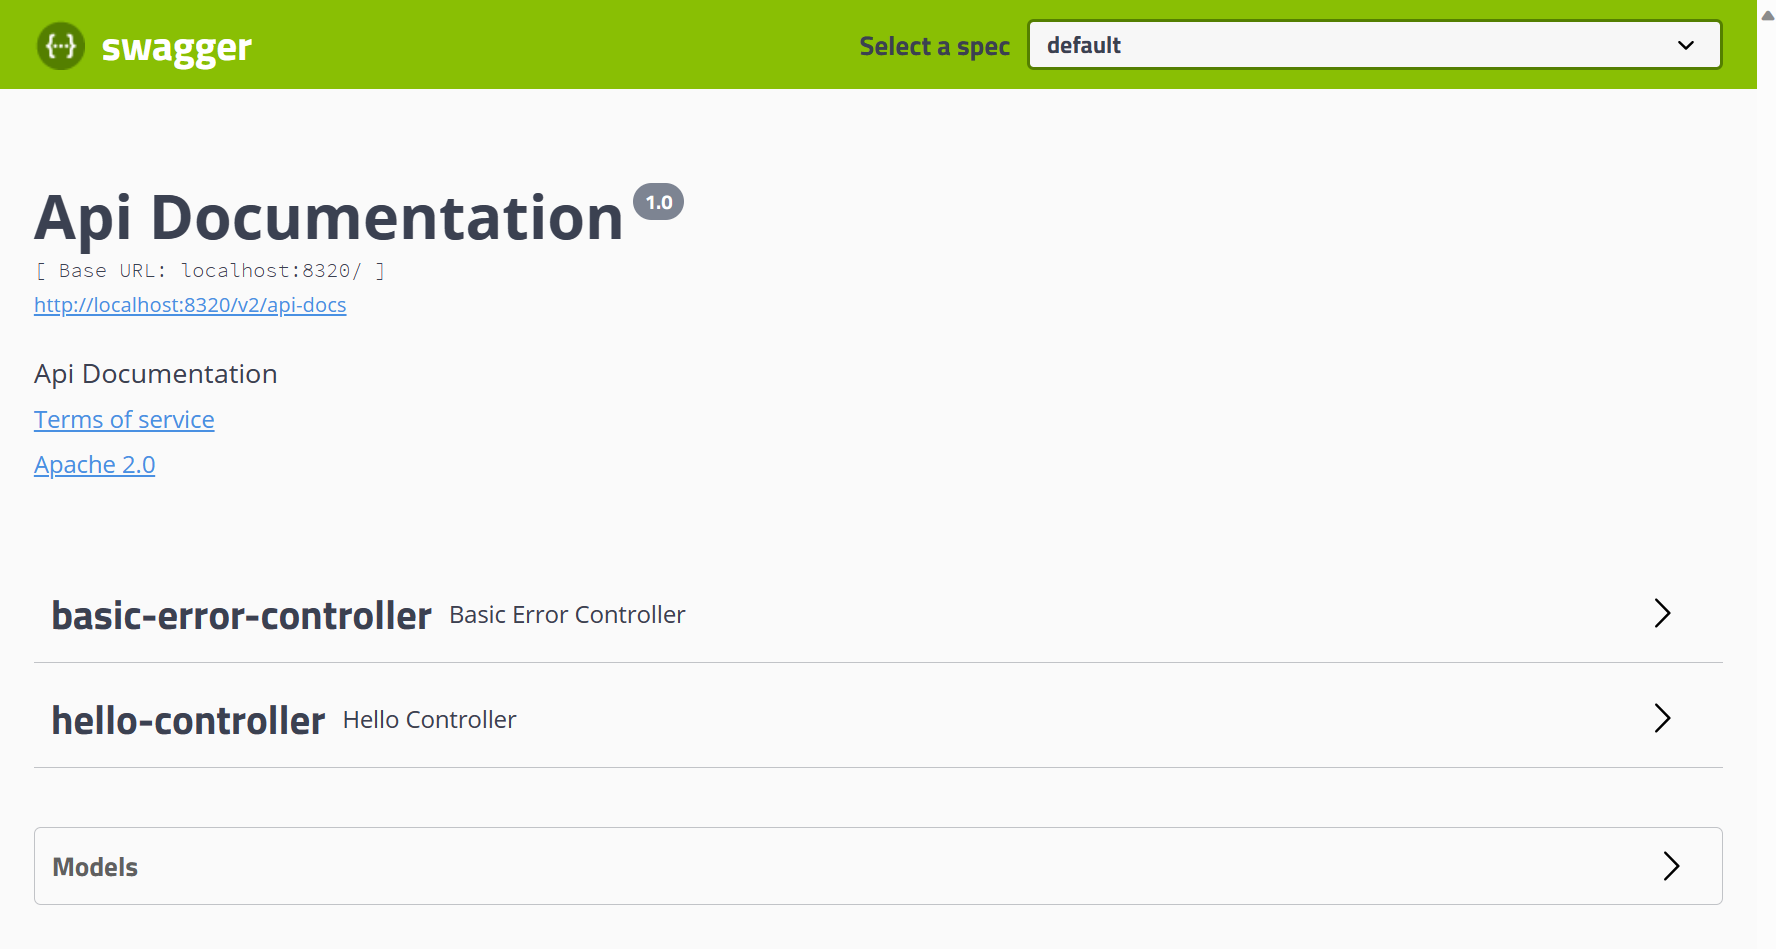 {···} swagger
Select a spec
default
Api Documentation 1.0
[ Base URL: localhost:8320/ ]
http://localhost:8320/v2/api-docs
Api Documentation
Terms of service
Apache 2.0
basic-error-controller Basic Error Controller
hello-controller Hello Controller
Models